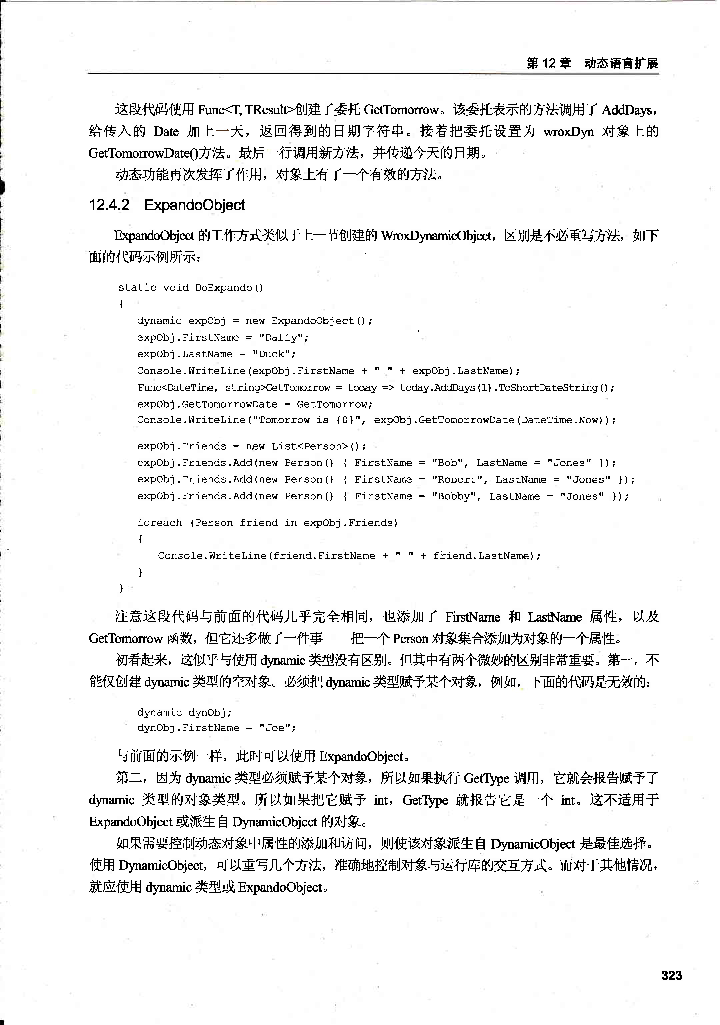 第 12 章 动态语言扩展
这段代码使用 Func<T, TResult>创建了委托 GetTomorrow。该委托表示的方法调用了 AddDays，
给传入的 Date 加上一天，返回得到的日期字符串。接着把委托设置为 wroxDyn 对象上的
GetTomorrowDate()方法。最后一行调用新方法，并传递今天的日期。
动态功能再次发挥了作用，对象上有了一个有效的方法。
12.4.2 ExpandoObject
ExpandoObject 的工作方式类似于上一节创建的 WroxDynamicObject，区别是不必重写方法，如下
面的代码示例所示：
static void DoExpando()
{
dynamic expObj = new ExpandoObject();
expObj.FirstName = "Daffy";
expObj.LastName = "Duck";
Console.WriteLine(expObj.FirstName + " " + expObj.LastName);
Func<DateTime, string>GetTomorrow = today => today.AddDays(1).ToShortDateString();
expObj.GetTomorrowDate = GetTomorrow;
Console.WriteLine("Tomorrow is {0}", expObj.GetTomorrowDate(DateTime.Now));
expObj.Friends = new List<Person>();
expObj.Friends.Add(new Person() { FirstName = "Bob", LastName = "Jones" });
expObj.Friends.Add(new Person() { FirstName = "Robert", LastName = "Jones" });
expObj.Friends.Add(new Person() { FirstName = "Bobby", LastName = "Jones" });
foreach (Person friend in expObj.Friends)
{
Console.WriteLine(friend.FirstName + " " + friend.LastName);
}
}
注意这段代码与前面的代码几乎完全相同，也添加了 FirstName 和 LastName 属性，以及
GetTomorrow 函数，但它还多做了一件事——把一个 Person 对象集合添加为对象的一个属性。
初看起来，这似乎与使用 dynamic 类型没有区别。但其中有两个微妙的区别非常重要。第一，不
能仅创建 dynamic 类型的空对象。必须把 dynamic 类型赋予某个对象，例如，下面的代码是无效的：
dynamic dynObj;
dynObj.FirstName = "Joe";
与前面的示例一样，此时可以使用 ExpandoObject。
第二，因为 dynamic 类型必须赋予某个对象，所以如果执行 GetType 调用，它就会报告赋予了
dynamic 类型的对象类型。所以如果把它赋予 int，GetType 就报告它是一个 int。这不适用于
ExpandoObject 或派生自 DynamicObject 的对象。
如果需要控制动态对象中属性的添加和访问，则使该对象派生自 DynamicObject 是最佳选择。
使用 DynamicObject，可以重写几个方法，准确地控制对象与运行库的交互方式。而对于其他情况，
就应使用 dynamic 类型或 ExpandoObject。
323